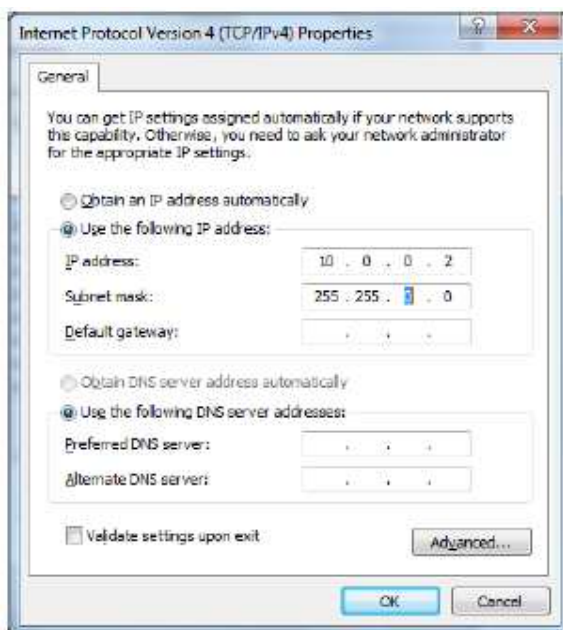 Internet Protocol Version 4 (TCP/IPv4) Properties
General
You can get IP settings assigned automatically if your network supports
this capability. Otherwise, you need to ask your network administrator
for the appropriate IP settings.
Obtain an IP address automatically
Use the following IP address:
IP address: 10 . 0 . 0 . 2
Subnet mask: 255 . 255 . 0 . 0
Default gateway: . . .
Obtain DNS server address automatically
Use the following DNS server addresses:
Preferred DNS server: . . .
Alternate DNS server: . . .
Validate settings upon exit
Advanced...
OK Cancel